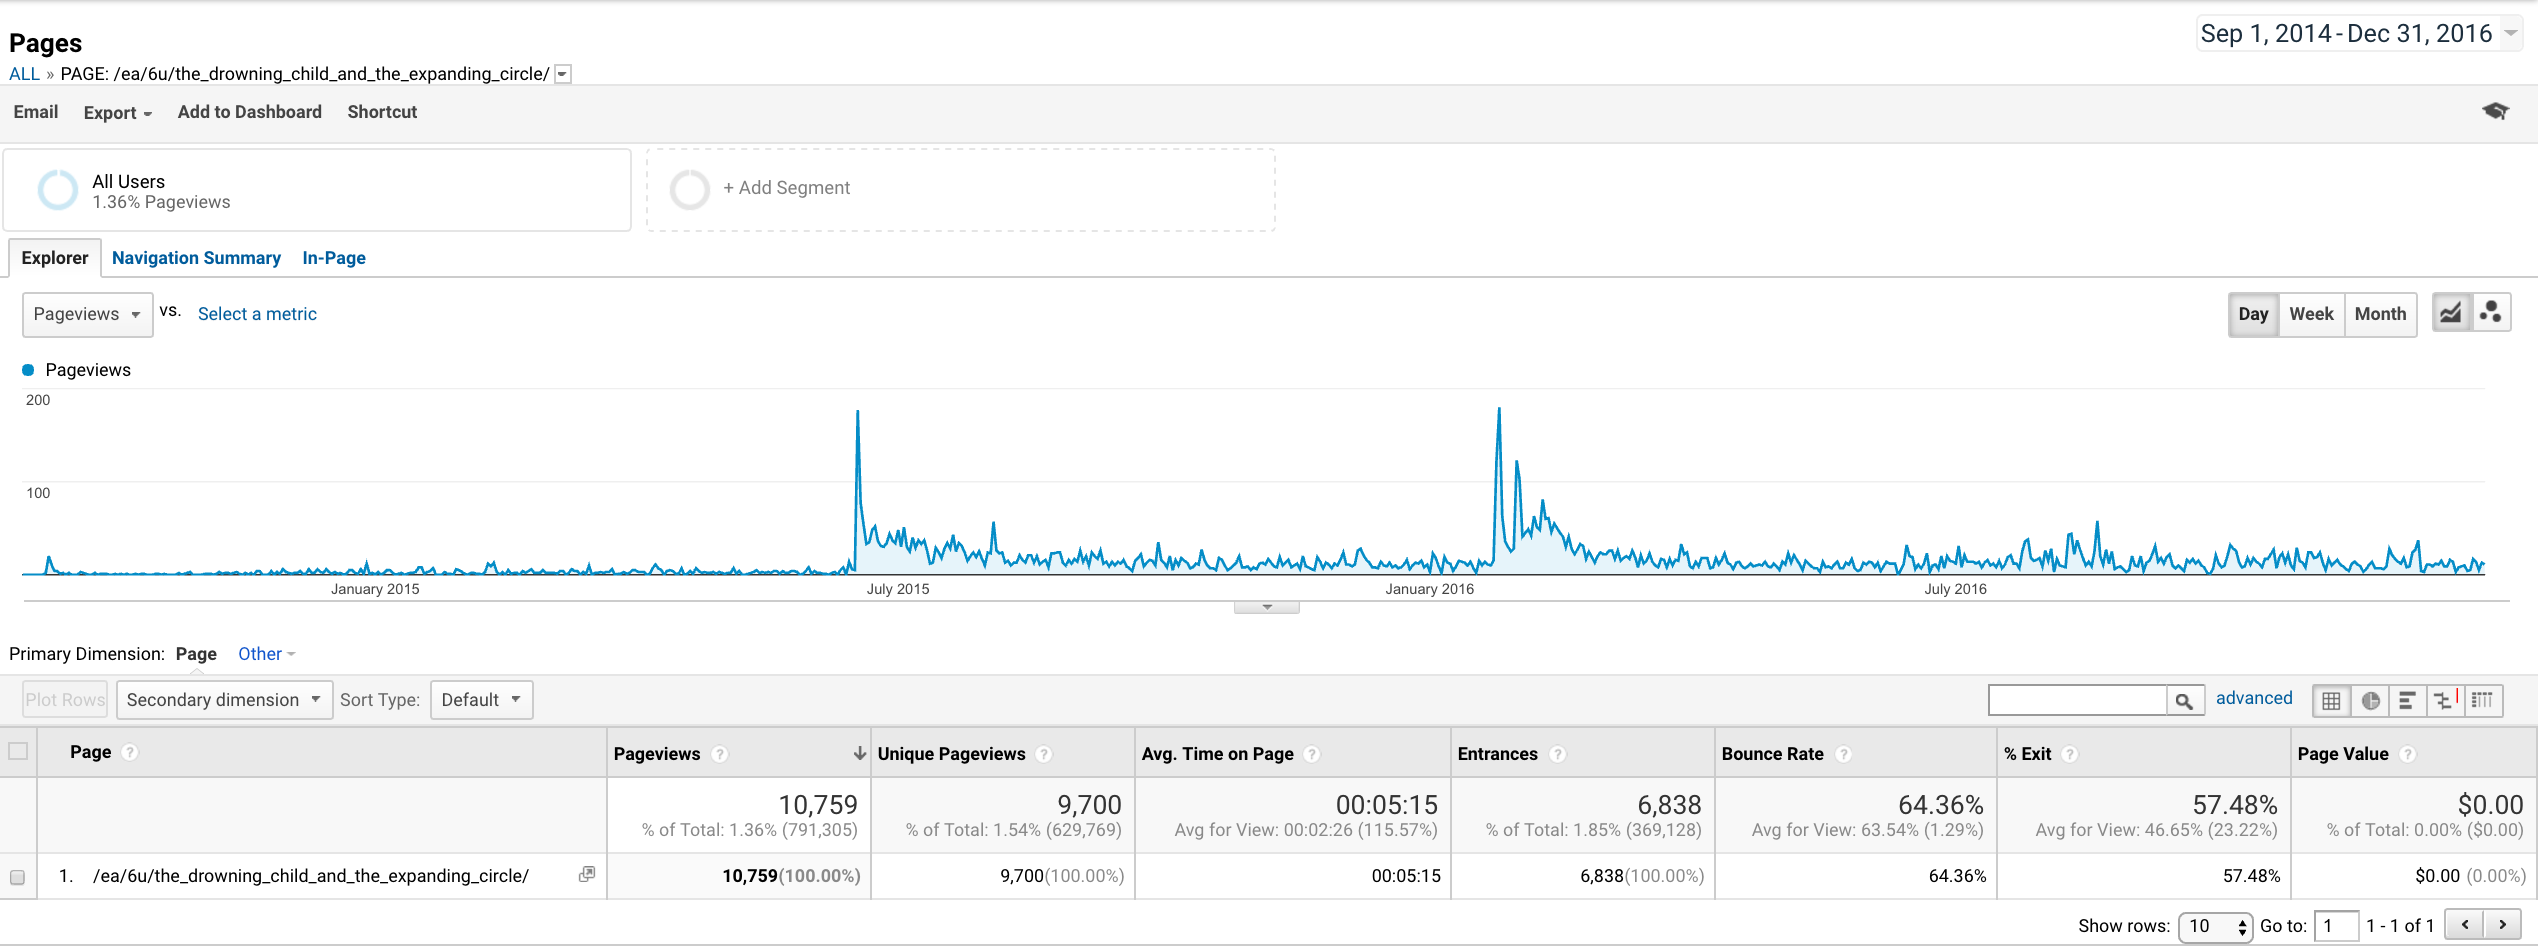 Pages
Sep 1, 2014 - Dec 31, 2016
ALL » PAGE: /ea/6u/the_drowning_child_and_the_expanding_circle/
Email Export Add to Dashboard Shortcut
All Users
1.36% Pageviews
+ Add Segment
Explorer Navigation Summary In-Page
Pageviews vs. Select a metric
Day Week Month
Pageviews
200
100
January 2015 July 2015 January 2016 July 2016
Primary Dimension: Page Other
Plot Rows Secondary dimension Sort Type: Default advanced
Page ? Pageviews ? Unique Pageviews ? Avg. Time on Page ? Entrances ? Bounce Rate ? % Exit ? Page Value ?
10,759 9,700 00:05:15 6,838 64.36% 57.48% $0.00
% of Total: 1.36% (791,305) % of Total: 1.54% (629,769) Avg for View: 00:02:26 (115.57%) % of Total: 1.85% (369,128) Avg for View: 63.54% (1.29%) Avg for View: 46.65% (23.22%) % of Total: 0.00% ($0.00)
1. /ea/6u/the_drowning_child_and_the_expanding_circle/ 10,759(100.00%) 9,700(100.00%) 00:05:15 6,838(100.00%) 64.36% 57.48% $0.00 (0.00%)
Show rows: 10 Go to: 1 1 - 1 of 1